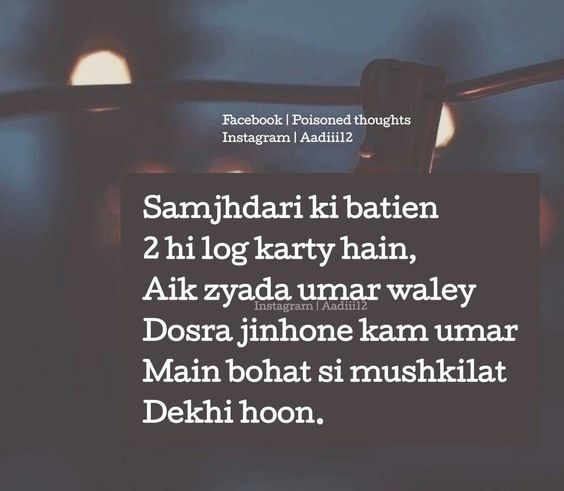 Facebook | Poisoned thoughts
Instagram | Aadiii12
Samjhdari ki batien
2 hi log karty hain,
Aik zyada umar waley
Instagram | Aadiii12
Dosra jinhone kam umar
Main bohat si mushkilat
Dekhi hoon.